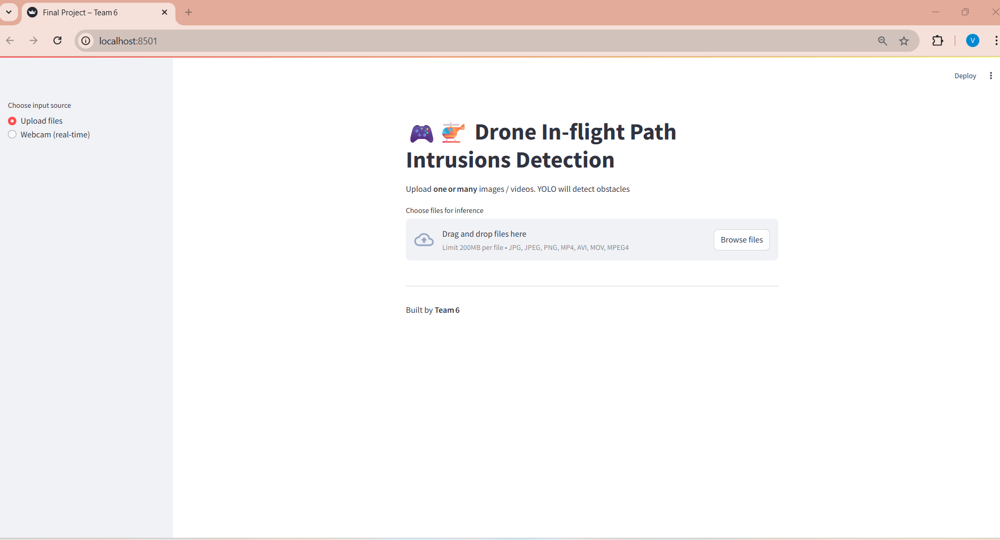 Final Project – Team 6
localhost:8501
V
Deploy
Choose input source
Upload files
Webcam (real-time)
🎮 🚁 Drone In-flight Path
Intrusions Detection
Upload one or many images / videos. YOLO will detect obstacles
Choose files for inference
Drag and drop files here
Limit 200MB per file • JPG, JPEG, PNG, MP4, AVI, MOV, MPEG4
Browse files
Built by Team 6